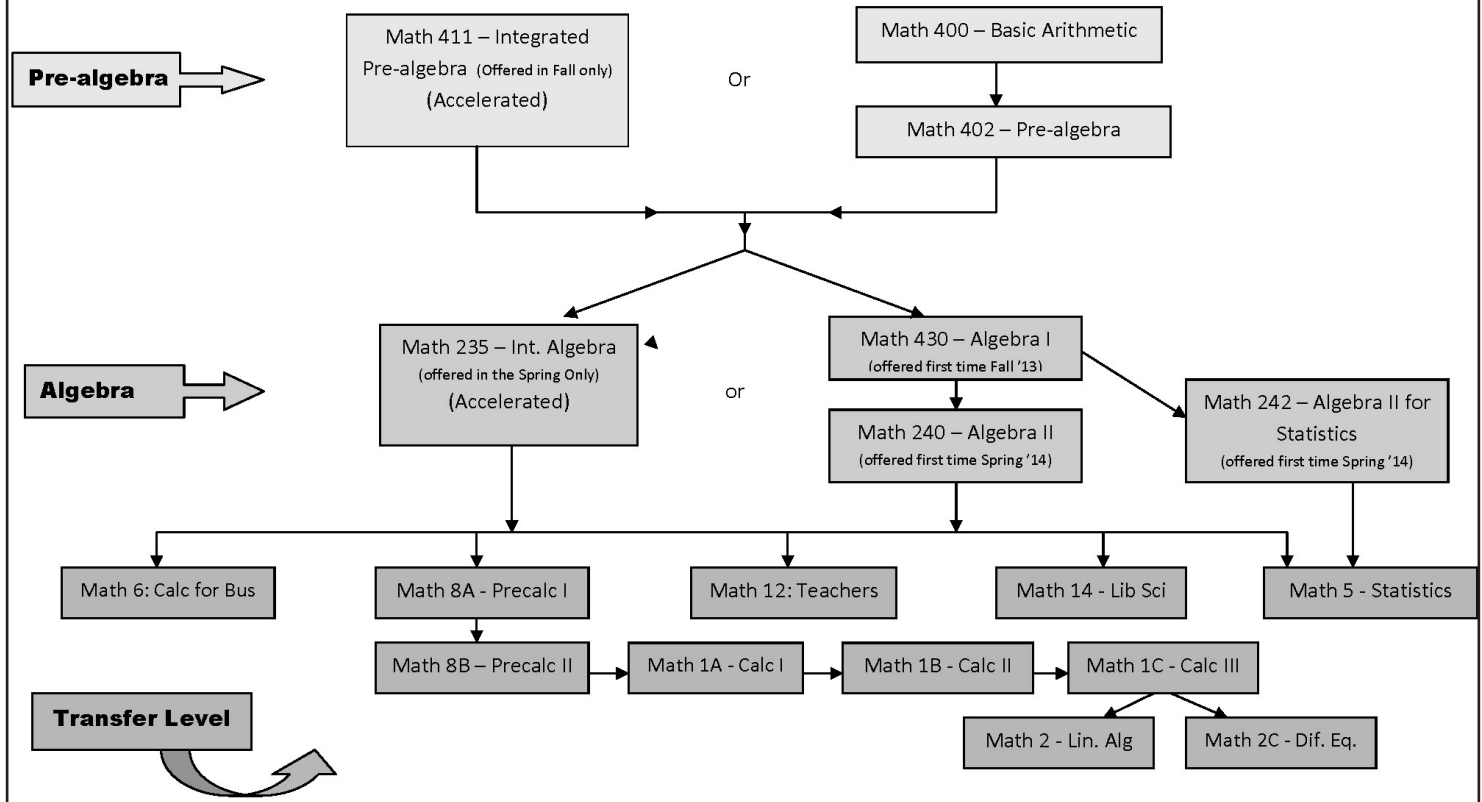 Pre-algebra
Math 411 – Integrated
Pre-algebra (Offered in Fall only)
(Accelerated)
Or
Math 400 – Basic Arithmetic
Math 402 – Pre-algebra
Algebra
Math 235 – Int. Algebra
(offered in the Spring Only)
(Accelerated)
or
Math 430 – Algebra I
(offered first time Fall '13)
Math 240 – Algebra II
(offered first time Spring '14)
Math 242 – Algebra II for
Statistics
(offered first time Spring '14)
Math 6: Calc for Bus
Math 8A - Precalc I
Math 12: Teachers
Math 14 - Lib Sci
Math 5 - Statistics
Math 8B – Precalc II
Math 1A - Calc I
Math 1B - Calc II
Math 1C - Calc III
Transfer Level
Math 2 - Lin. Alg
Math 2C - Dif. Eq.